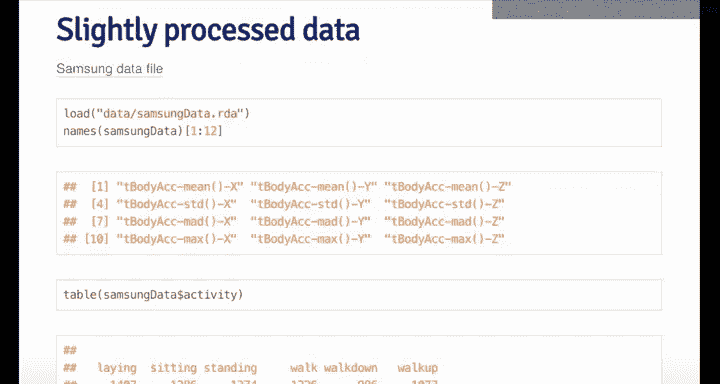 Slightly processed data
Samsung data file
load("data/samsungData.rda")
names(samsungData)[1:12]
##  [1] "tBodyAcc-mean()-X" "tBodyAcc-mean()-Y" "tBodyAcc-mean()-Z"
##  [4] "tBodyAcc-std()-X"  "tBodyAcc-std()-Y"  "tBodyAcc-std()-Z"
##  [7] "tBodyAcc-mad()-X"  "tBodyAcc-mad()-Y"  "tBodyAcc-mad()-Z"
## [10] "tBodyAcc-max()-X"  "tBodyAcc-max()-Y"  "tBodyAcc-max()-Z"
table(samsungData$activity)
##
##   laying  sitting standing     walk walkdown   walkup